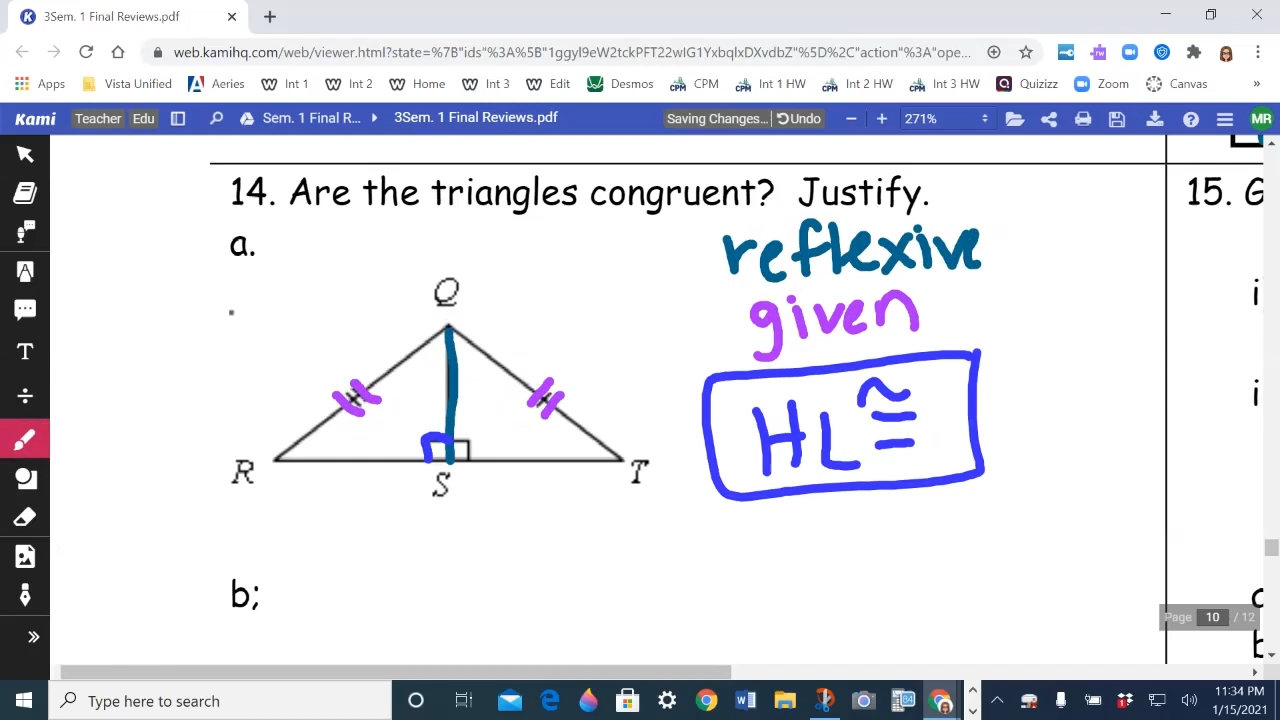 3Sem. 1 Final Reviews.pdf
web.kamihq.com/web/viewer.html?state=%7B"ids"%3A%5B"1ggyl9eW2tckPFT22wIG1YxTqlxDXvdbZ"%5D%2C"action"%3A"ope...
Apps Vista Unified Aeries Int 1 Int 2 Home Int 3 Edit Desmos CPM Int 1 HW Int 2 HW Int 3 HW Quizizz Zoom Canvas »
Kami Teacher Edu Sem. 1 Final R... 3Sem. 1 Final Reviews.pdf Saving Changes... Undo 271% MR
14. Are the triangles congruent? Justify.
15. G
a.
reflexive
given
HL ≅
Q
R
S
T
i
i
b;
Page 10 / 12
Type here to search
11:34 PM
1/15/2021